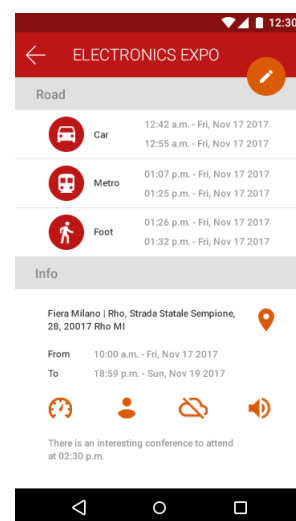 12:30
ELECTRONICS EXPO
Road
Car
12:42 a.m. - Fri, Nov 17 2017
12:55 a.m. - Fri, Nov 17 2017
Metro
01:07 p.m. - Fri, Nov 17 2017
01:25 p.m. - Fri, Nov 17 2017
Foot
01:26 p.m. - Fri, Nov 17 2017
01:32 p.m. - Fri, Nov 17 2017
Info
Fiera Milano | Rho, Strada Statale Sempione,
28, 20017 Rho MI
From 10:00 a.m. - Fri, Nov 17 2017
To 18:59 p.m. - Sun, Nov 19 2017
There is an interesting conference to attend
at 02:30 p.m.